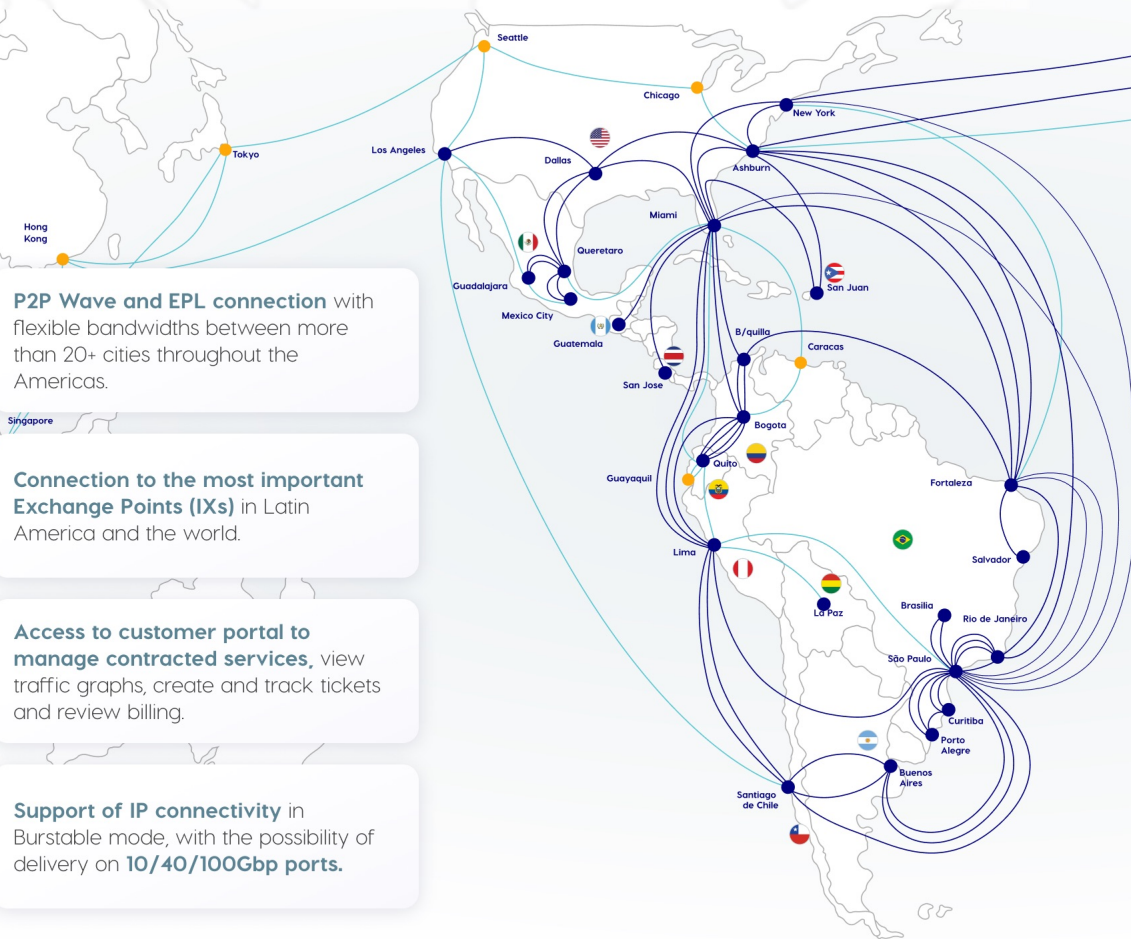 Seattle
Chicago
New York
Tokyo
Los Angeles
Dallas
Ashburn
Hong
Kong
Miami
Queretaro
Guadalajara
San Juan
Mexico City
Guatemala
B/quilla
Caracas
San Jose
Bogota
Quito
Guayaquil
Fortaleza
Lima
Salvador
La Paz
Brasilia
Rio de Janeiro
São Paulo
Curitiba
Porto
Alegre
Buenos
Aires
Santiago
de Chile
P2P Wave and EPL connection with
flexible bandwidths between more
than 20+ cities throughout the
Americas.
Singapore
Connection to the most important
Exchange Points (IXs) in Latin
America and the world.
Access to customer portal to
manage contracted services, view
traffic graphs, create and track tickets
and review billing.
Support of IP connectivity in
Burstable mode, with the possibility of
delivery on 10/40/100Gbp ports.